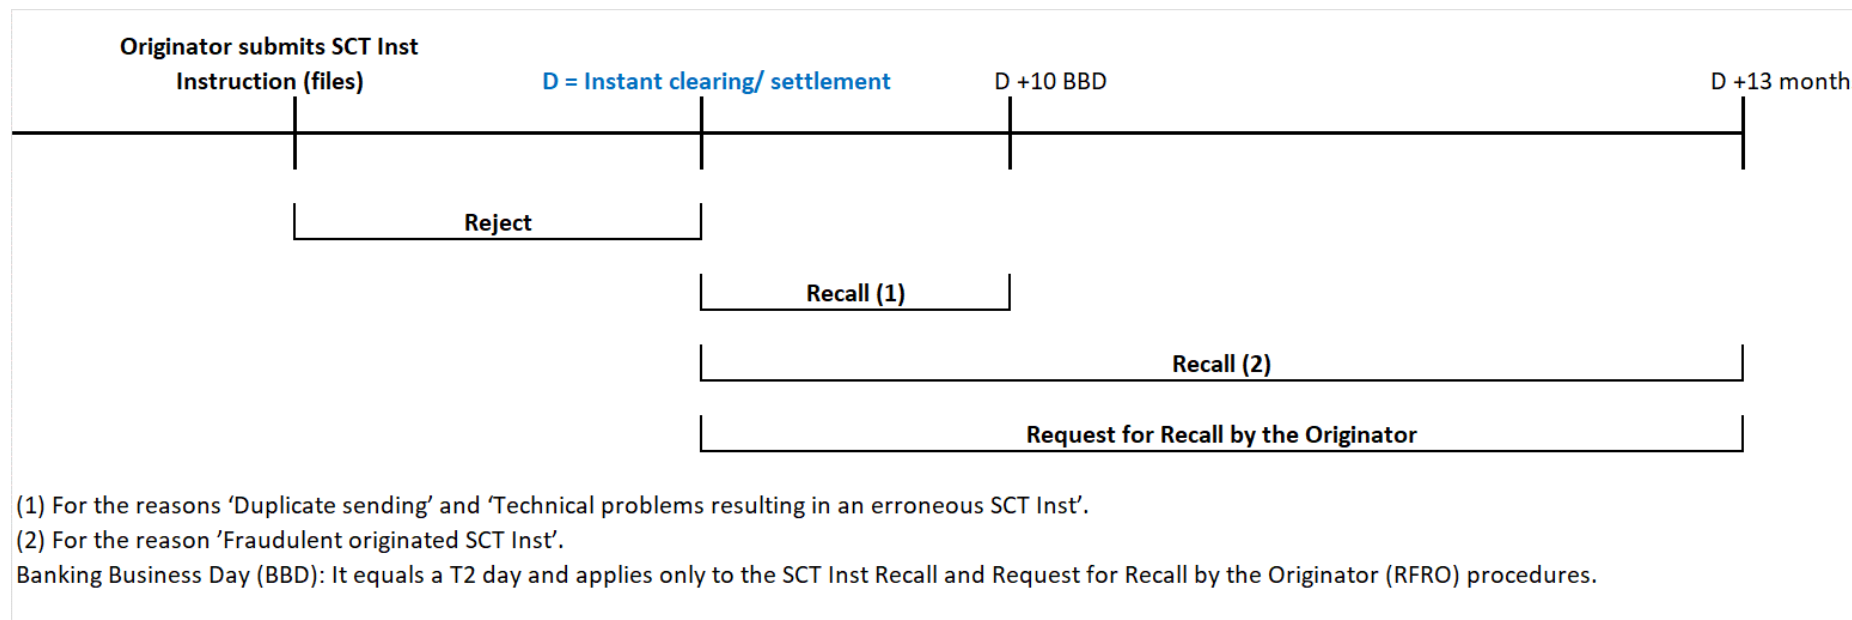 Originator submits SCT Inst
Instruction (files)
D = Instant clearing/ settlement
D +10 BBD
D +13 month
Reject
Recall (1)
Recall (2)
Request for Recall by the Originator
(1) For the reasons ‘Duplicate sending’ and ‘Technical problems resulting in an erroneous SCT Inst’.
(2) For the reason ’Fraudulent originated SCT Inst’.
Banking Business Day (BBD): It equals a T2 day and applies only to the SCT Inst Recall and Request for Recall by the Originator (RFRO) procedures.